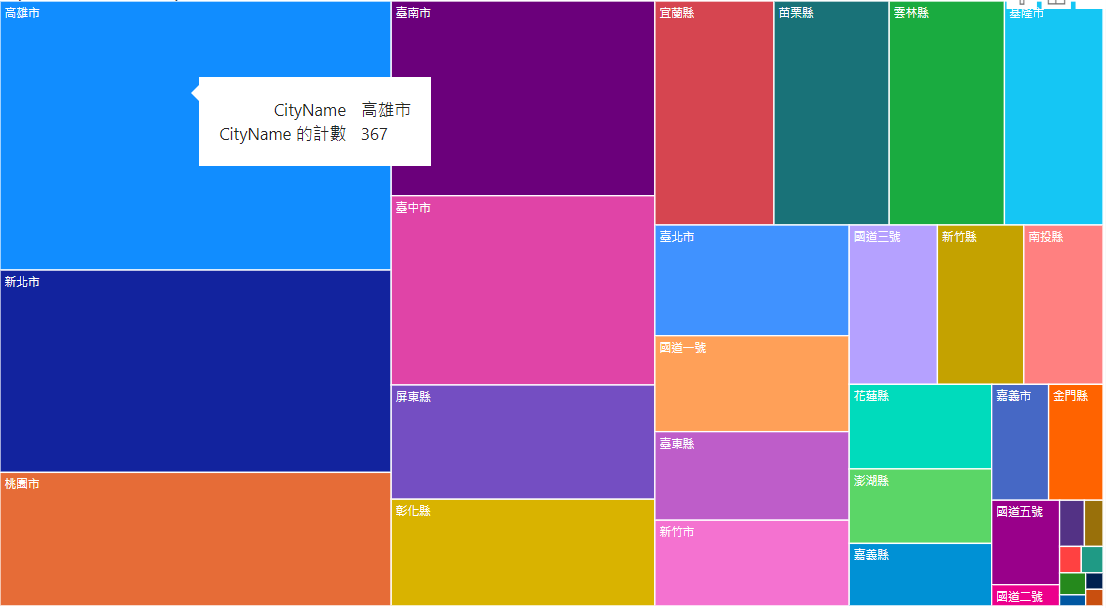 高雄市
臺南市
宜蘭縣
苗栗縣
雲林縣
基隆市
CityName 高雄市
CityName 的計數 367
臺中市
臺北市
國道三號
新竹縣
南投縣
新北市
國道一號
屏東縣
花蓮縣
嘉義市
金門縣
臺東縣
澎湖縣
桃園市
彰化縣
國道五號
新竹市
嘉義縣
國道二號